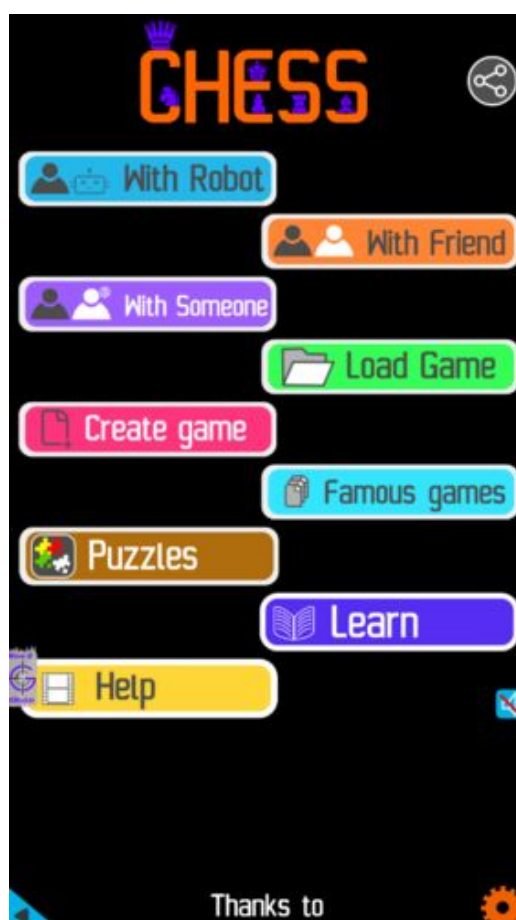 CHESS
With Robot
With Friend
With Someone
Load Game
Create game
Famous games
Puzzles
Learn
Help
Thanks to